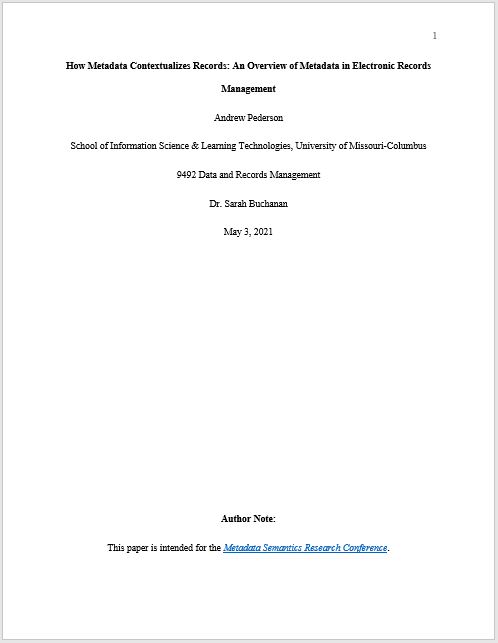 1
How Metadata Contextualizes Records: An Overview of Metadata in Electronic Records
Management
Andrew Pederson
School of Information Science & Learning Technologies, University of Missouri-Columbus
9492 Data and Records Management
Dr. Sarah Buchanan
May 3, 2021
Author Note:
This paper is intended for the Metadata Semantics Research Conference.